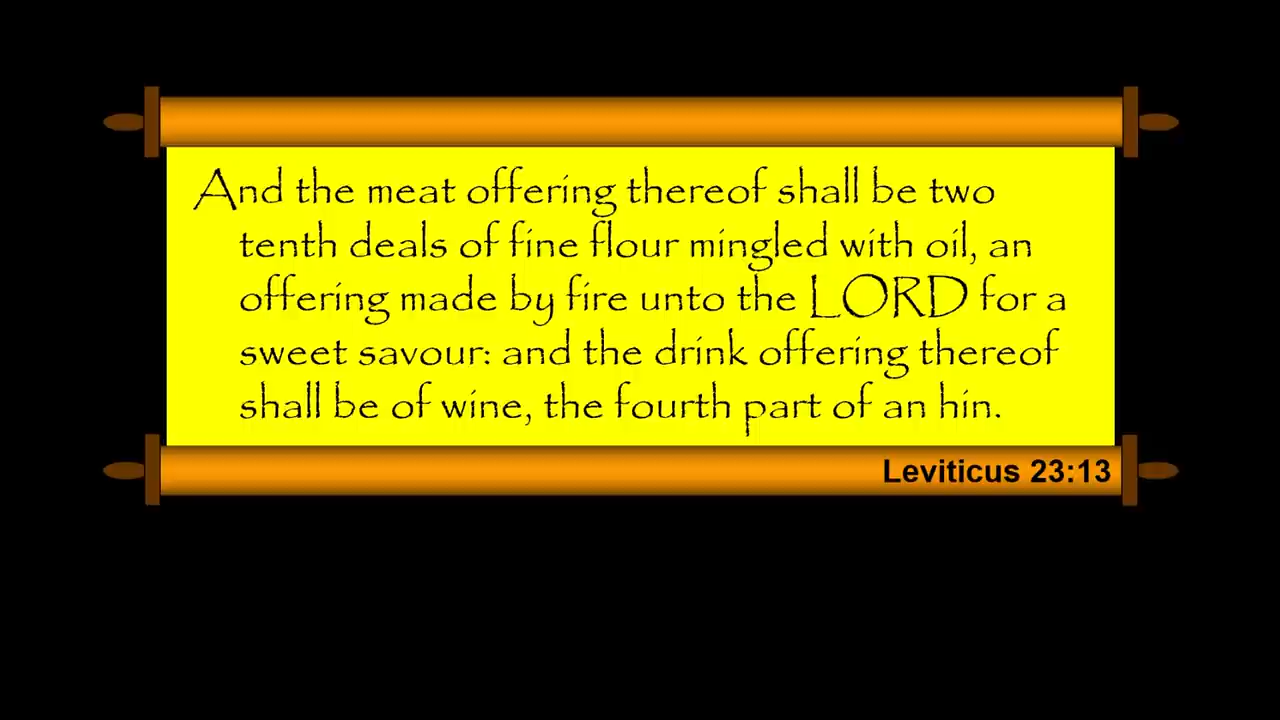 And the meat offering thereof shall be two
tenth deals of fine flour mingled with oil, an
offering made by fire unto the LORD for a
sweet savour: and the drink offering thereof
shall be of wine, the fourth part of an hin.
Leviticus 23:13